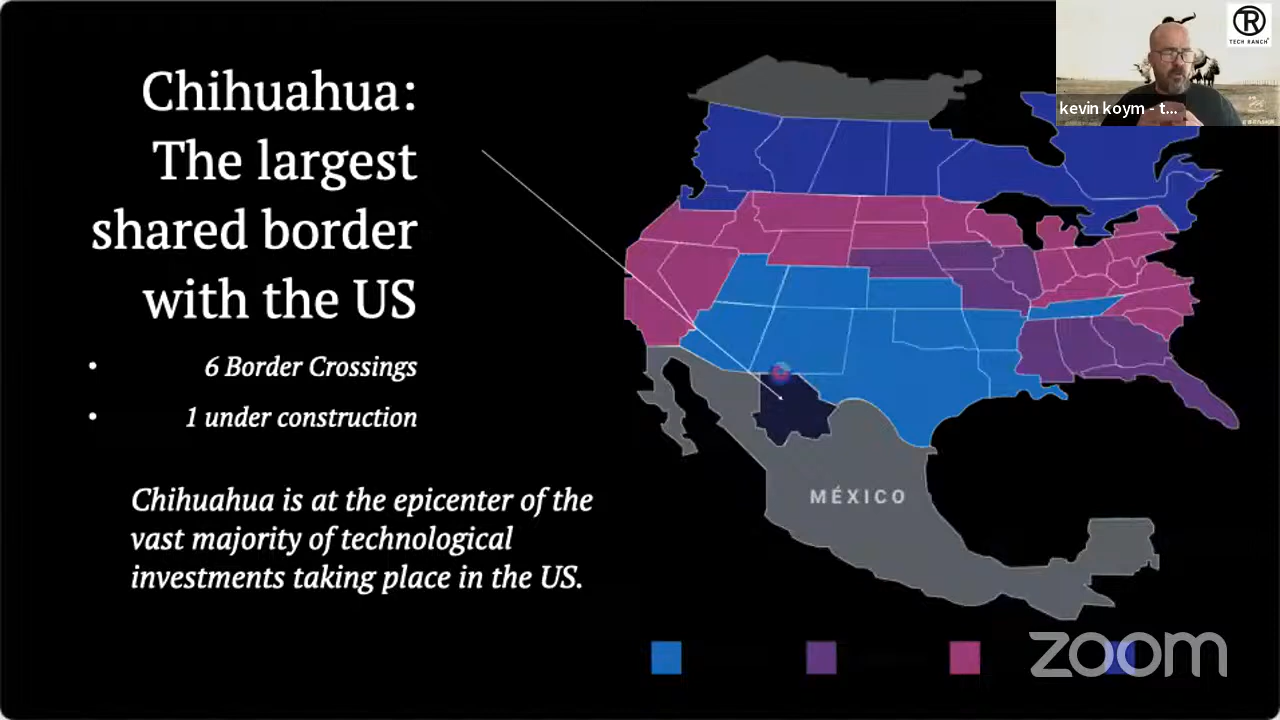 Chihuahua:
The largest
shared border
with the US
• 6 Border Crossings
• 1 under construction
Chihuahua is at the epicenter of the
vast majority of technological
investments taking place in the US.
MÉXICO
TR
TECH RANCH
kevin koym - t...
zoom